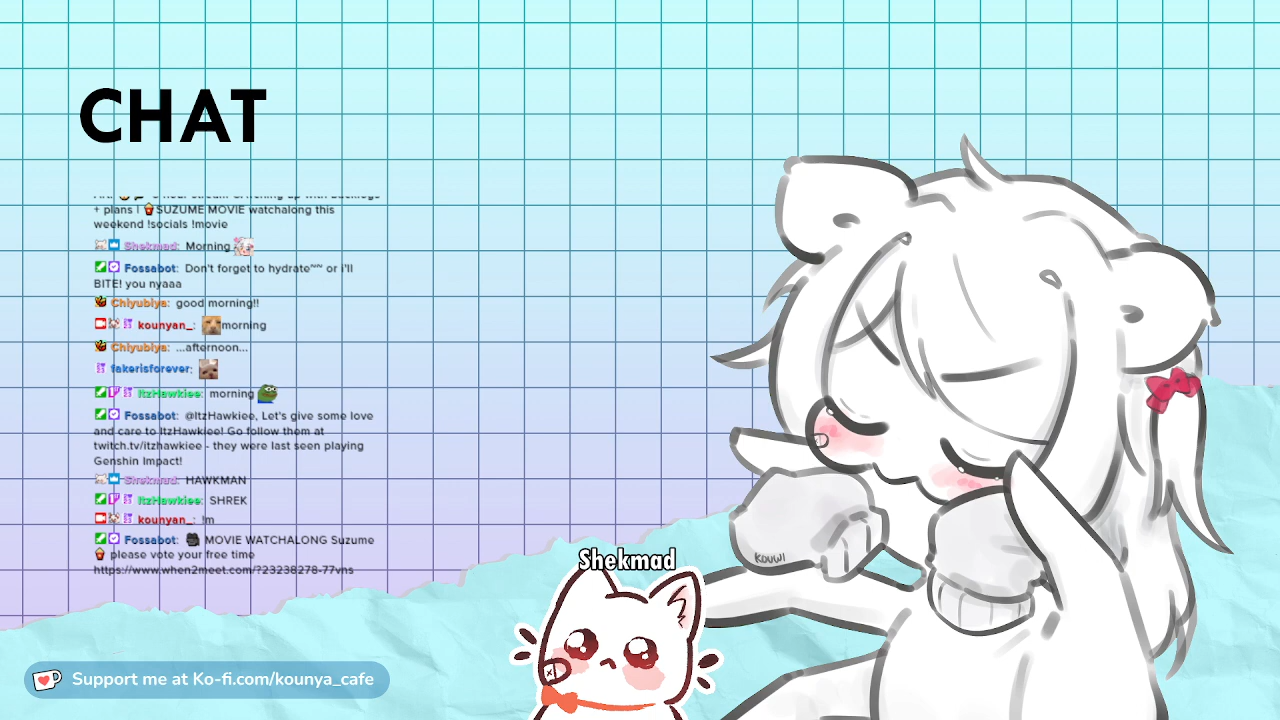 CHAT
+ plans | SUZUME MOVIE watchalong this
weekend !socials !movie
Shekmad: Morning
Fossabot: Don't forget to hydrate~~ or i'll
BITE! you nyaaa
Chiyubiya: good morning!!
kounyan_: morning
Chiyubiya: ...afternoon...
fakerisforever:
ItzHawkiee: morning
Fossabot: @ItzHawkiee, Let's give some love
and care to ItzHawkiee! Go follow them at
twitch.tv/itzhawkiee - they were last seen playing
Genshin Impact!
Shekmad: HAWKMAN
ItzHawkiee: SHREK
kounyan_: !m
Fossabot: MOVIE WATCHALONG Suzume
please vote your free time
https://www.when2meet.com/?23238278-77vns
KOUWI
Shekmad
Support me at Ko-fi.com/kounya_cafe